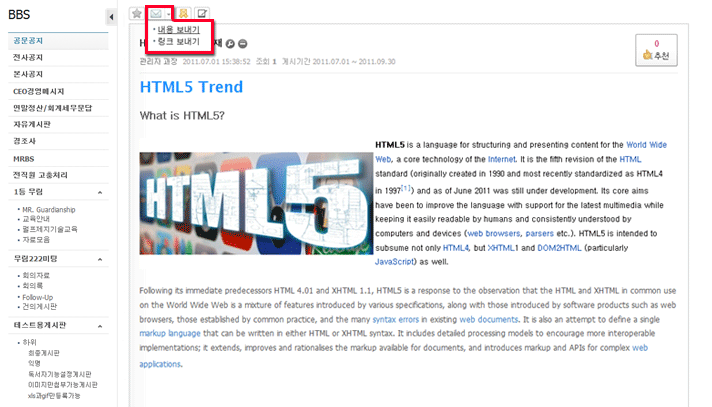 BBS
공문공지
전사공지
본사공지
CEO경영메시지
연말정산/회계세무문답
자유게시판
경조사
MRBS
전직원 고충처리
1등 무림
MR. Guardianship
교육안내
펄프제지기술교육
자료모음
무림222미팅
회의자료
회의록
Follow-Up
건의게시판
테스트용게시판
하위
최종게시판
익명
독서자기능설정게시판
이미지만첨부가능게시판
xls과gif만등록가능
내용 보내기
링크 보내기
관리자 과장 2011.07.01 15:38:52 조회 1 게시기간 2011.07.01 ~ 2011.09.30
0
추천
HTML5 Trend
What is HTML5?
HTML5
HTML5 is a language for structuring and presenting content for the World Wide
Web, a core technology of the Internet. It is the fifth revision of the HTML
standard (originally created in 1990 and most recently standardized as HTML4
in 1997[1]) and as of June 2011 was still under development. Its core aims
have been to improve the language with support for the latest multimedia while
keeping it easily readable by humans and consistently understood by
computers and devices (web browsers, parsers etc.). HTML5 is intended to
subsume not only HTML4, but XHTML1 and DOM2HTML (particularly
JavaScript) as well.
Following its immediate predecessors HTML 4.01 and XHTML 1.1, HTML5 is a response to the observation that the HTML and XHTML in common use
on the World Wide Web is a mixture of features introduced by various specifications, along with those introduced by software products such as web
browsers, those established by common practice, and the many syntax errors in existing web documents. It is also an attempt to define a single
markup language that can be written in either HTML or XHTML syntax. It includes detailed processing models to encourage more interoperable
implementations; it extends, improves and rationalises the markup available for documents, and introduces markup and APIs for complex web
applications.